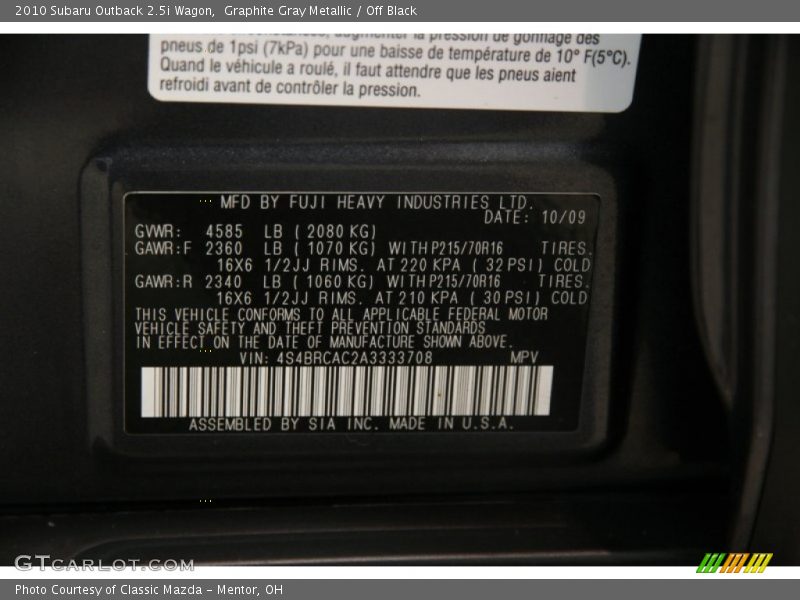 2010 Subaru Outback 2.5i Wagon,  Graphite Gray Metallic / Off Black
augmenter la pression de gonflage des
pneus de 1psi (7kPa) pour une baisse de température de 10° F(5°C).
Quand le véhicule a roulé, il faut attendre que les pneus aient
refroidi avant de contrôler la pression.
MFD BY FUJI HEAVY INDUSTRIES LTD.
DATE: 10/09
GVWR: 4585 LB ( 2080 KG)
GAWR:F 2360 LB ( 1070 KG) WITH P215/70R16 TIRES.
16X6 1/2JJ RIMS. AT 220 KPA ( 32 PSI) COLD
GAWR:R 2340 LB ( 1060 KG) WITH P215/70R16 TIRES.
16X6 1/2JJ RIMS. AT 210 KPA ( 30 PSI) COLD
THIS VEHICLE CONFORMS TO ALL APPLICABLE FEDERAL MOTOR
VEHICLE SAFETY AND THEFT PREVENTION STANDARDS
IN EFFECT ON THE DATE OF MANUFACTURE SHOWN ABOVE.
VIN: 4S4BRCAC2A3333708 MPV
ASSEMBLED BY SIA INC. MADE IN U.S.A.
GTCARLOT.COM
Photo Courtesy of Classic Mazda - Mentor, OH